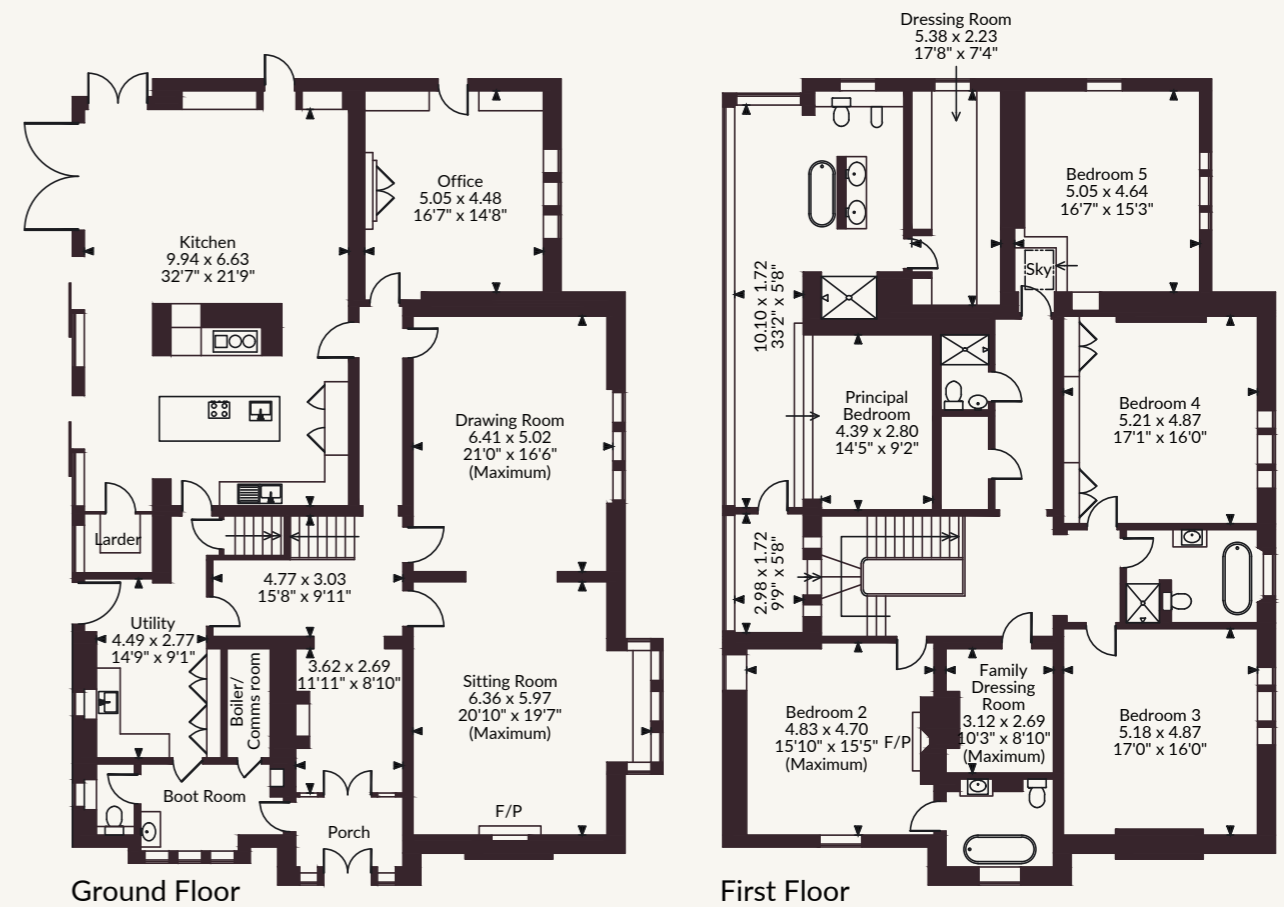 Dressing Room
5.38 x 2.23
17'8" x 7'4"
Office
5.05 x 4.48
16'7" x 14'8"
Kitchen
9.94 x 6.63
32'7" x 21'9"
Drawing Room
6.41 x 5.02
21'0" x 16'6"
(Maximum)
Larder
4.77 x 3.03
15'8" x 9'11"
Utility
4.49 x 2.77
14'9" x 9'1"
Boiler/
Comms room
3.62 x 2.69
11'11" x 8'10"
Sitting Room
6.36 x 5.97
20'10" x 19'7"
(Maximum)
Boot Room
F/P
Porch
Ground Floor
Bedroom 5
5.05 x 4.64
16'7" x 15'3"
Sky
10.10 x 1.72
33'2" x 5'8"
Principal
Bedroom
4.39 x 2.80
14'5" x 9'2"
Bedroom 4
5.21 x 4.87
17'1" x 16'0"
2.98 x 1.72
9'9" x 5'8"
Bedroom 2
4.83 x 4.70
15'10" x 15'5"
(Maximum)
F/P
Family
Dressing
Room
3.12 x 2.69
10'3" x 8'10"
(Maximum)
Bedroom 3
5.18 x 4.87
17'0" x 16'0"
First Floor